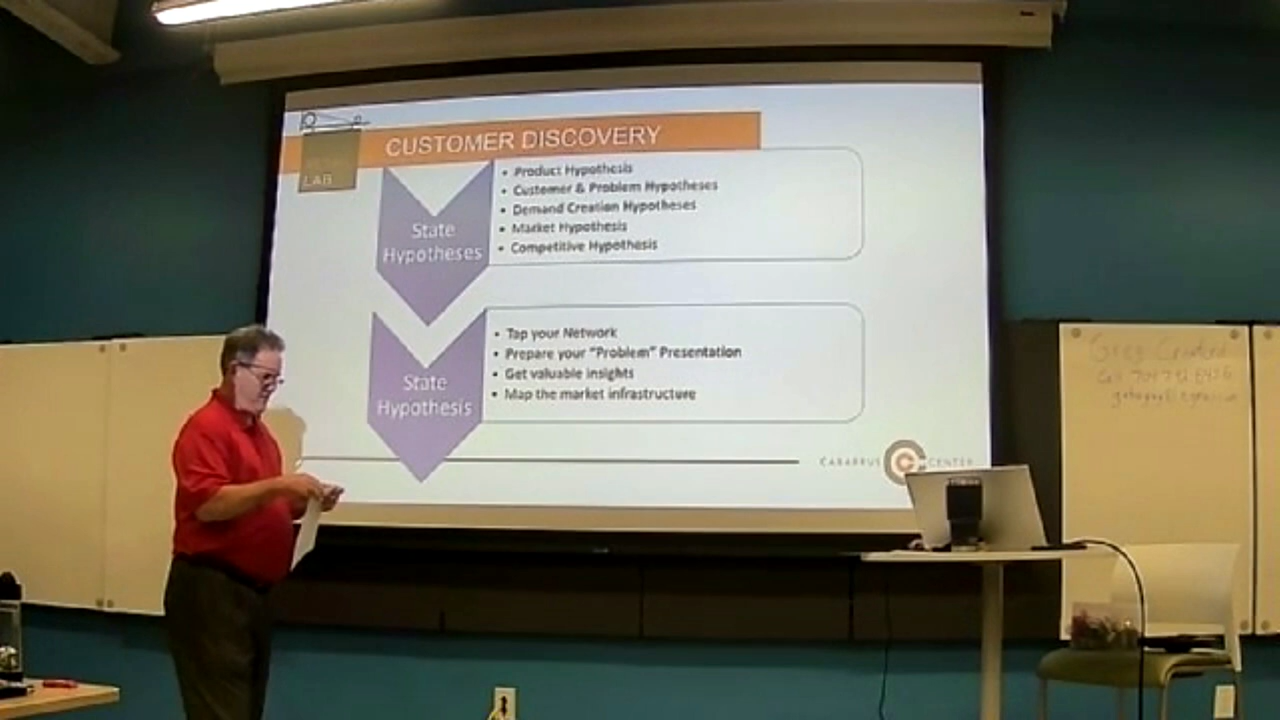 LAB
CUSTOMER DISCOVERY
State
Hypotheses
• Product Hypothesis
• Customer & Problem Hypotheses
• Demand Creation Hypotheses
• Market Hypothesis
• Competitive Hypothesis
State
Hypothesis
• Tap your Network
• Prepare your "Problem" Presentation
• Get valuable insights
• Map the market infrastructure
CABARRUS CENTER
Greg